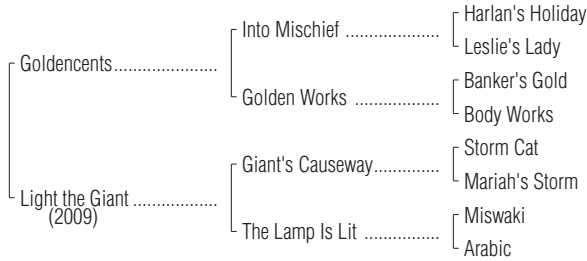 Harlan's Holiday
Into Mischief ....................
Leslie's Lady
Goldencents......................
Banker's Gold
Golden Works ..................
Body Works
Storm Cat
Giant's Causeway..............
Mariah's Storm
Light the Giant ..................
(2009)
Miswaki
The Lamp Is Lit ................
Arabic